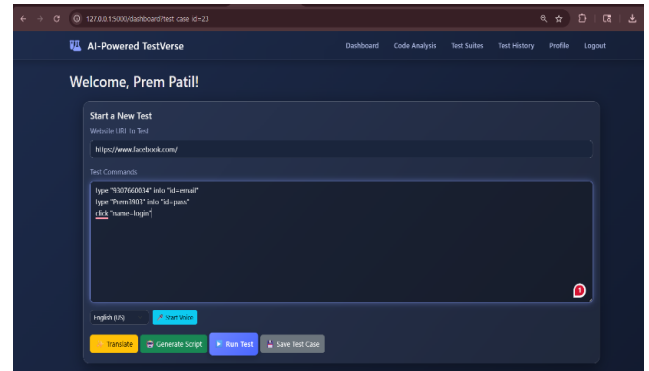 127.0.0.1:5000/dashboard?test_case_id=23
AI-Powered TestVerse
Dashboard Code Analysis Test Suites Test History Profile Logout
Welcome, Prem Patil!
Start a New Test
Website URL to Test
https://www.facebook.com/
Test Commands
type "9307660034" into "id=email"
type "Prem3903" into "id=pass"
click "name=login"
1
English (US) Start Voice
Translate Generate Script Run Test Save Test Case